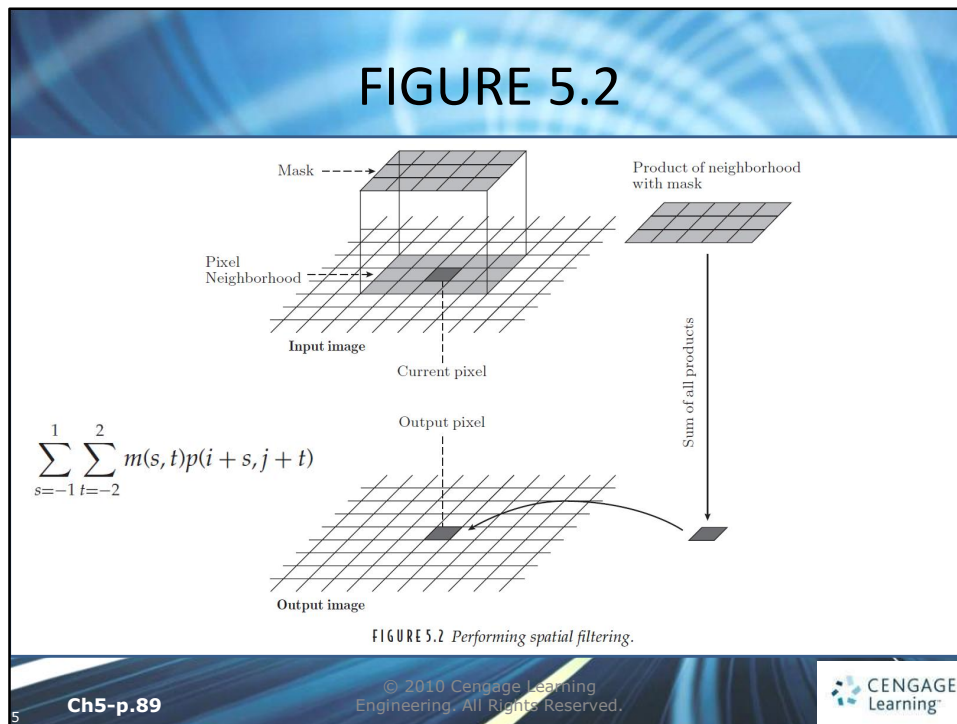 FIGURE 5.2
Mask
Product of neighborhood
with mask
Pixel
Neighborhood
Input image
Current pixel
Sum of all products
Output pixel
\sum_{s=-1}^{1} \sum_{t=-2}^{2} m(s, t)p(i + s, j + t)
Output image
FIGURE 5.2 Performing spatial filtering.
5
Ch5-p.89
© 2010 Cengage Learning
Engineering. All Rights Reserved.
CENGAGE
Learning™